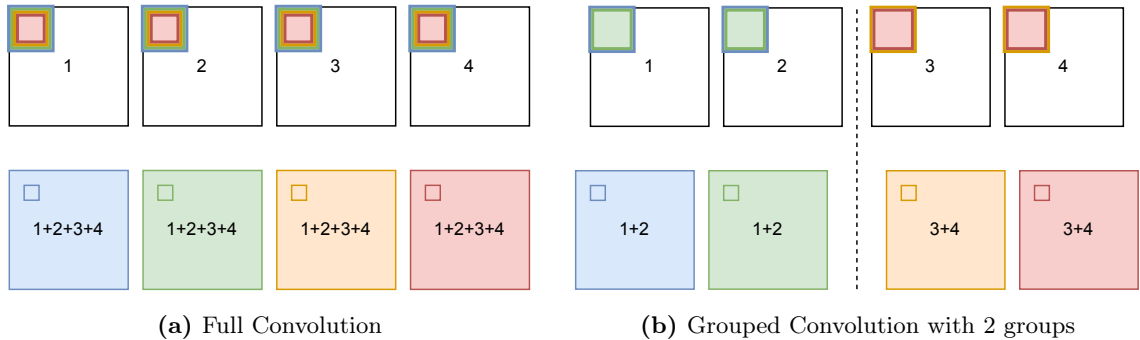 1 2 3 4
1+2+3+4 1+2+3+4 1+2+3+4 1+2+3+4
(a) Full Convolution
1 2 3 4
1+2 1+2 3+4 3+4
(b) Grouped Convolution with 2 groups